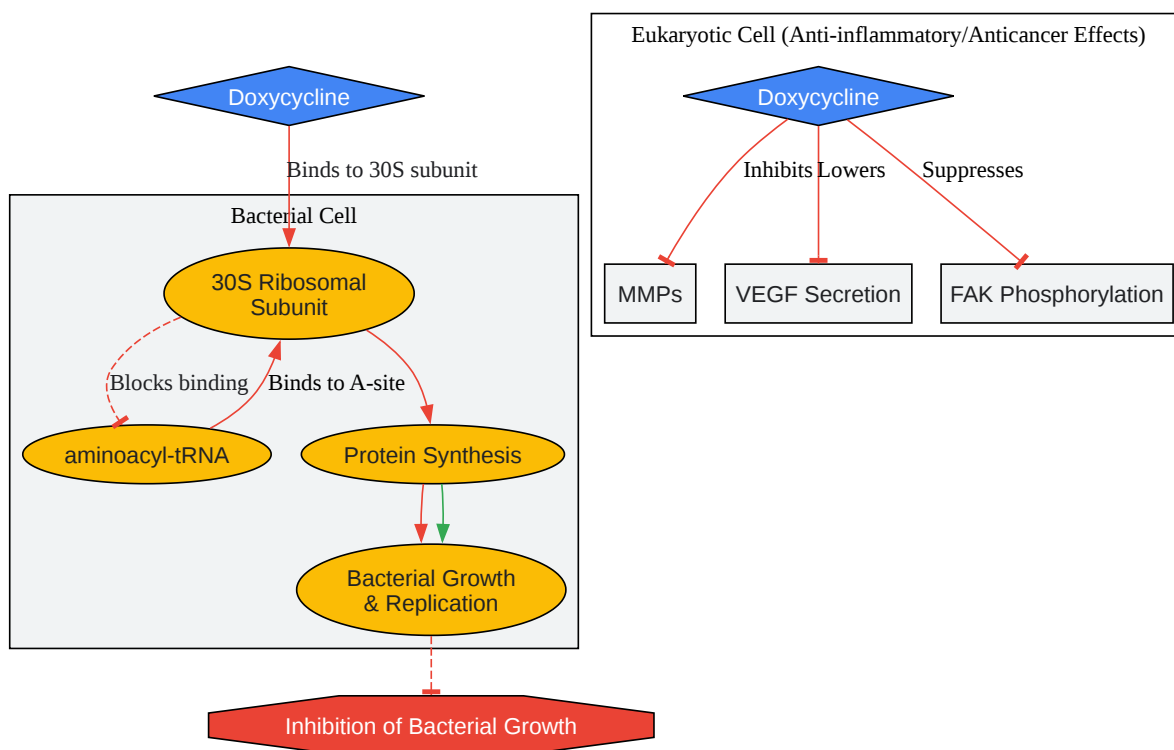 Eukaryotic Cell (Anti-inflammatory/Anticancer Effects)
Doxycycline
Doxycycline
Binds to 30S subunit
Inhibits
Lowers
Suppresses
Bacterial Cell
30S Ribosomal
Subunit
MMPs
VEGF Secretion
FAK Phosphorylation
Blocks binding
Binds to A-site
aminoacyl-tRNA
Protein Synthesis
Bacterial Growth
& Replication
Inhibition of Bacterial Growth